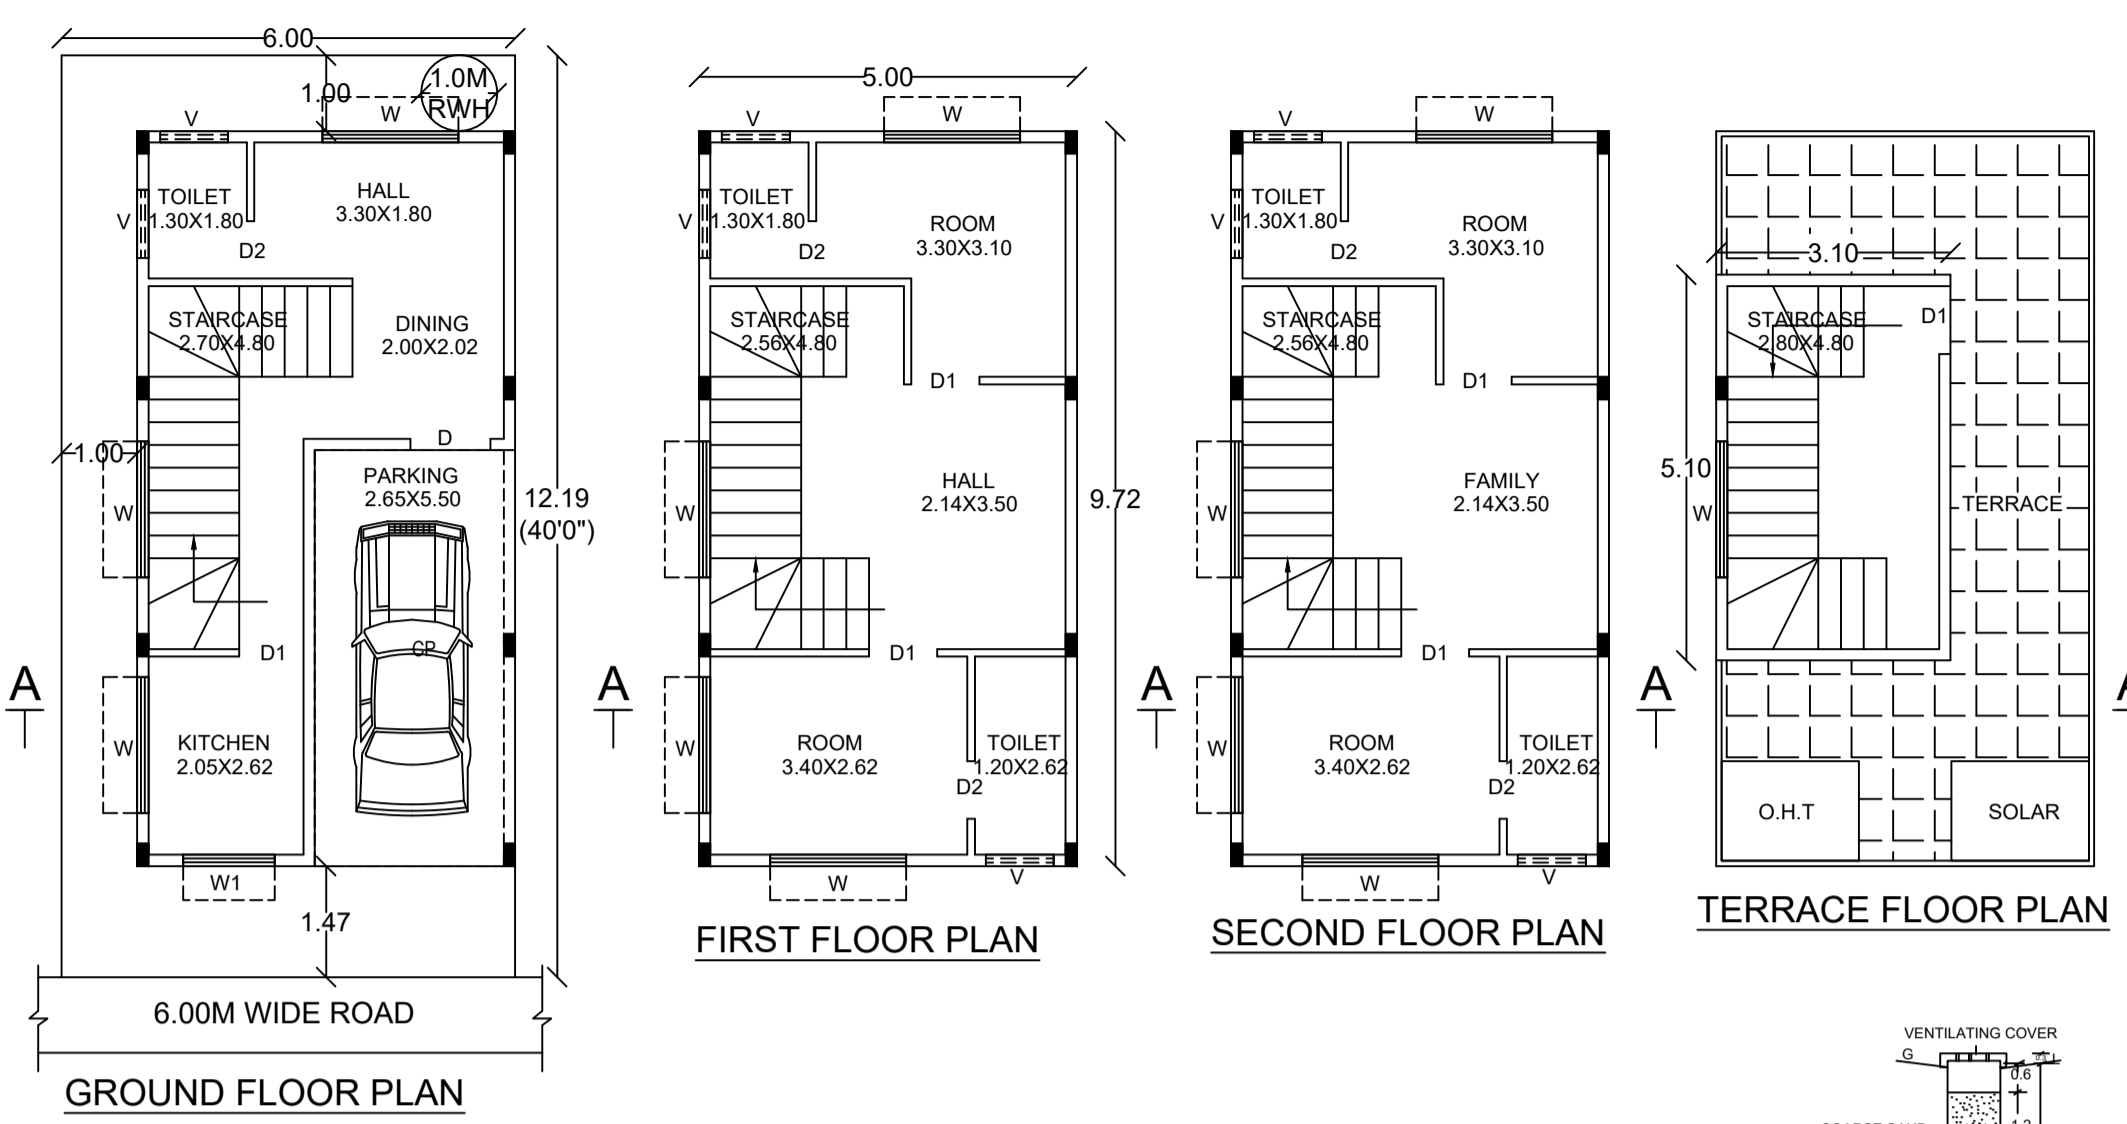 6.00
1.00
1.0M
RWH
V
W
TOILET
1.30X1.80
HALL
3.30X1.80
V
D2
STAIRCASE
2.70X4.80
DINING
2.00X2.02
D
1.00
PARKING
2.65X5.50
12.19
(40'0")
W
CP
D1
A
KITCHEN
2.05X2.62
W
W1
1.47
6.00M WIDE ROAD
GROUND FLOOR PLAN
5.00
V
W
TOILET
1.30X1.80
V
ROOM
3.30X3.10
D2
STAIRCASE
2.56X4.80
D1
HALL
2.14X3.50
9.72
W
D1
A
ROOM
3.40X2.62
TOILET
1.20X2.62
W
D2
W
V
FIRST FLOOR PLAN
V
W
TOILET
1.30X1.80
V
ROOM
3.30X3.10
D2
STAIRCASE
2.56X4.80
D1
FAMILY
2.14X3.50
W
D1
A
ROOM
3.40X2.62
TOILET
1.20X2.62
W
D2
W
V
SECOND FLOOR PLAN
3.10
STAIRCASE
2.80X4.80
D1
5.10
TERRACE
W
A
O.H.T
SOLAR
TERRACE FLOOR PLAN
VENTILATING COVER
G
0.6